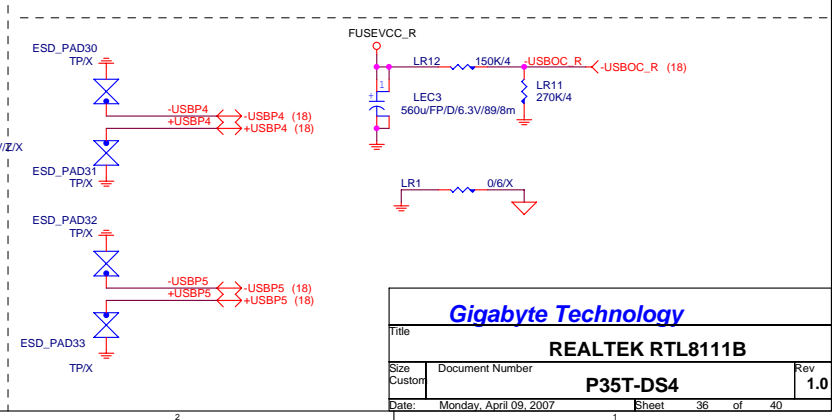 FUSEVCC_R
ESD_PAD30
TP/X
LR12 150K/4 -USBOC_R -USBOC_R (18)
1
+
LEC3
560u/FP/D/6.3V/89/8m
LR11
270K/4
-USBP4 -USBP4 (18)
+USBP4 +USBP4 (18)
ESD_PAD31
TP/X
LR1 0/6/X
ESD_PAD32
TP/X
-USBP5 -USBP5 (18)
+USBP5 +USBP5 (18)
ESD_PAD33
TP/X
Gigabyte Technology
Title
REALTEK RTL8111B
Size Document Number Rev
Custom P35T-DS4 1.0
Date: Monday, April 09, 2007 Sheet 36 of 40
2 1